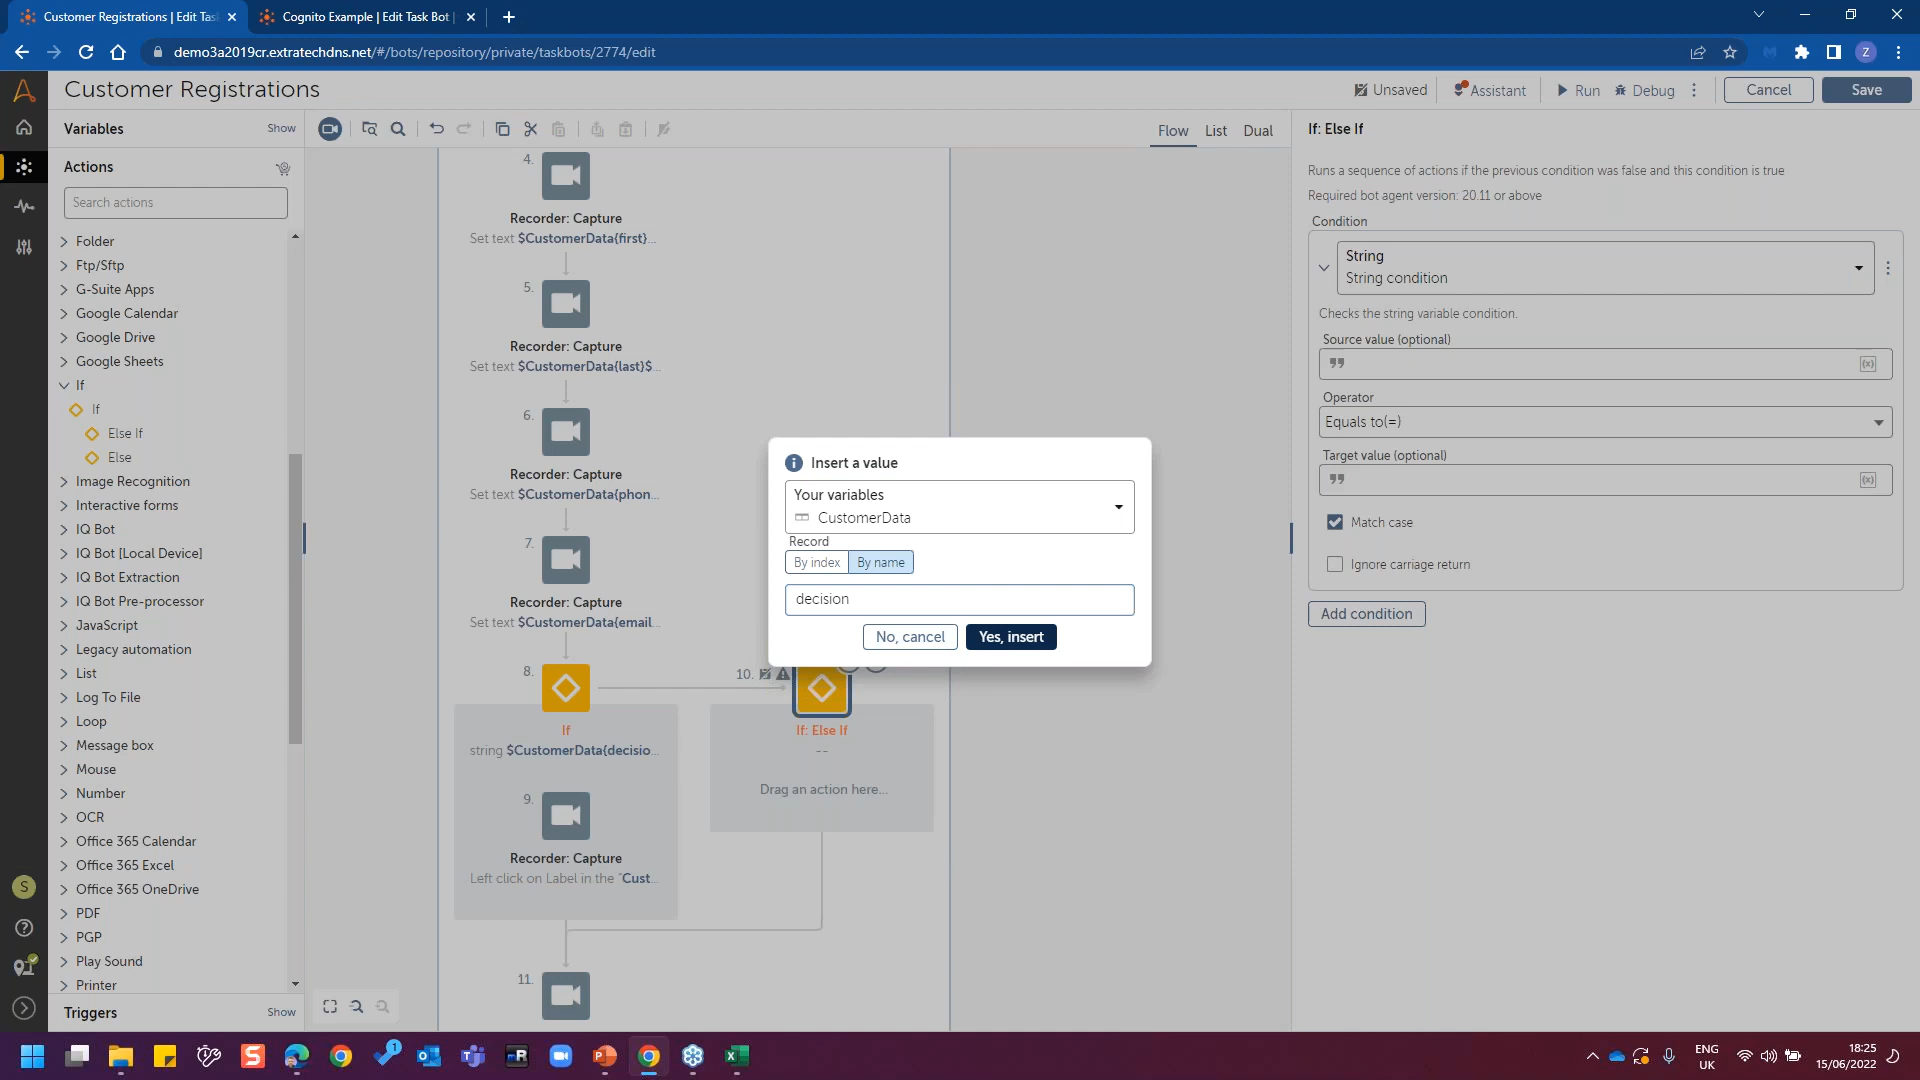 Customer Registrations | Edit Tas
Cognito Example | Edit Task Bot |
demo3a2019cr.extratechdns.net/#/bots/repository/private/taskbots/2774/edit
Z
Customer Registrations
Unsaved
Assistant
Run
Debug
Cancel
Save
Variables
Show
Flow
List
Dual
Actions
Search actions
Folder
Ftp/Sftp
G-Suite Apps
Google Calendar
Google Drive
Google Sheets
If
If
Else If
Else
Image Recognition
Interactive forms
IQ Bot
IQ Bot [Local Device]
IQ Bot Extraction
IQ Bot Pre-processor
JavaScript
Legacy automation
List
Log To File
Loop
Message box
Mouse
Number
OCR
Office 365 Calendar
Office 365 Excel
Office 365 OneDrive
PDF
PGP
Play Sound
Printer
Triggers
Show
S
4.
Recorder: Capture
Set text $CustomerData{first}...
5.
Recorder: Capture
Set text $CustomerData{last}$...
6.
Recorder: Capture
Set text $CustomerData{phon...
7.
Recorder: Capture
Set text $CustomerData{email...
8.
If
string $CustomerData{decisio...
9.
Recorder: Capture
Left click on Label in the "Cust...
10.
If: Else If
--
Drag an action here...
11.
Insert a value
Your variables
CustomerData
Record
By index
By name
decision
No, cancel
Yes, insert
If: Else If
Runs a sequence of actions if the previous condition was false and this condition is true
Required bot agent version: 20.11 or above
Condition
String
String condition
Checks the string variable condition.
Source value (optional)
(x)
Operator
Equals to(=)
Target value (optional)
(x)
Match case
Ignore carriage return
Add condition
1
ENG
UK
18:25
15/06/2022